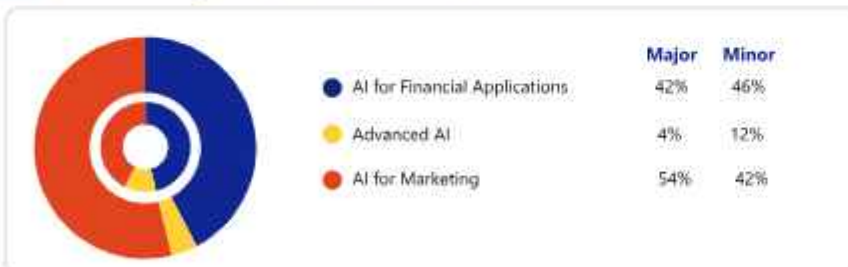 Major Minor
AI for Financial Applications 42% 46%
Advanced AI 4% 12%
AI for Marketing 54% 42%